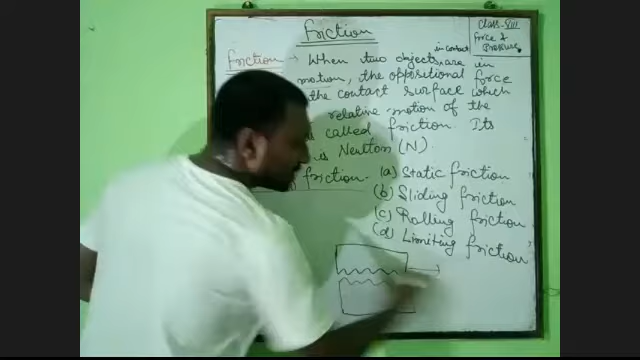 Friction
Class-VIII
Force &
Pressure
in contact
Friction → When two objects are in
motion, the oppositional force
the contact surface which
relative motion of the
called friction. Its
is Newton (N).
friction - (a) Static friction
(b) Sliding friction
(c) Rolling friction
(d) Limiting friction